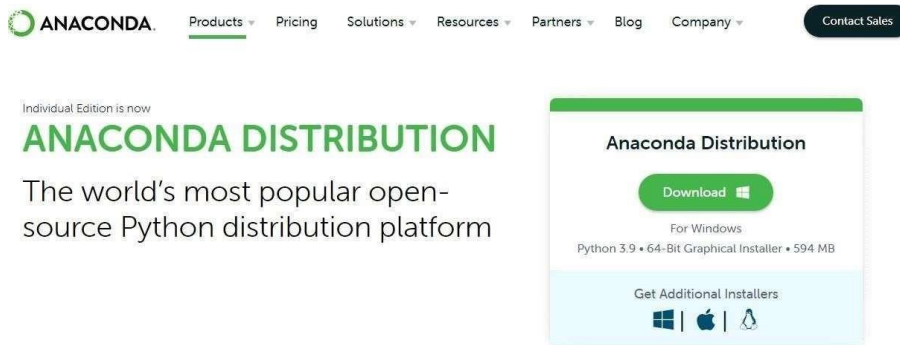 ANACONDA.
Products Pricing Solutions Resources Partners Blog Company Contact Sales
Individual Edition is now
ANACONDA DISTRIBUTION
The world's most popular open-
source Python distribution platform
Anaconda Distribution
Download
For Windows
Python 3.9 • 64-Bit Graphical Installer • 594 MB
Get Additional Installers